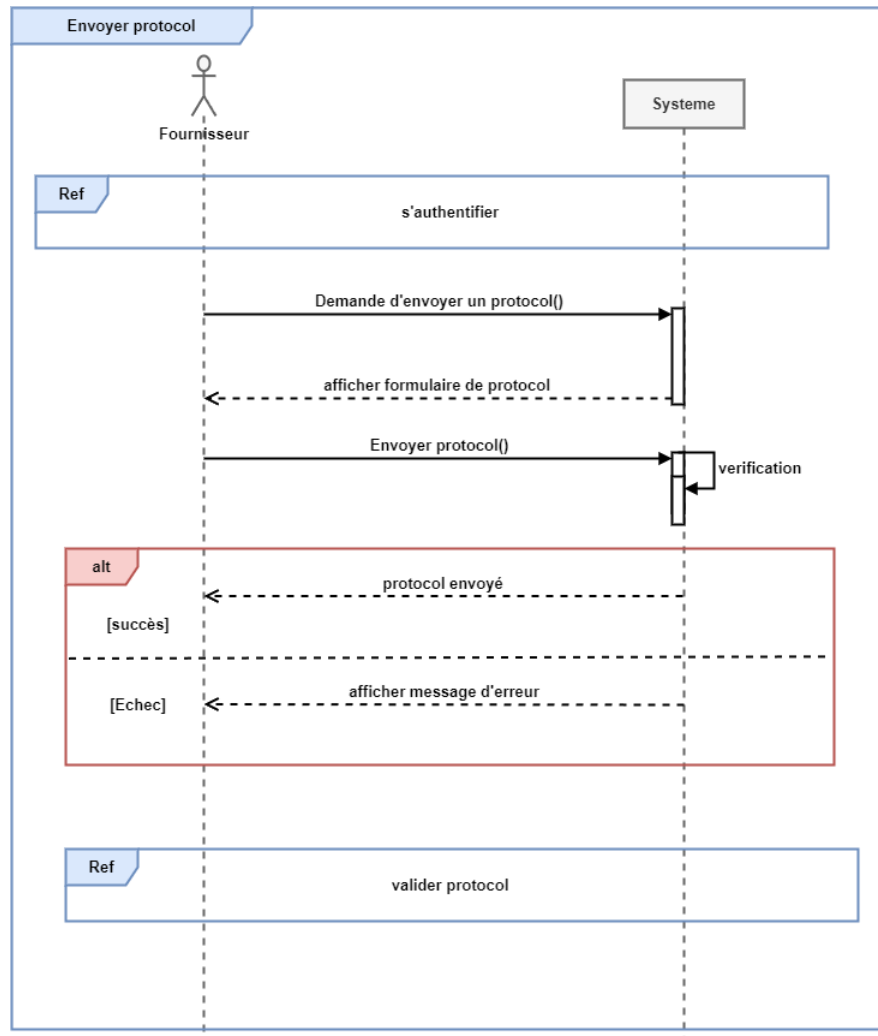 Envoyer protocol
Systeme
Fournisseur
Ref
s'authentifier
Demande d'envoyer un protocol()
afficher formulaire de protocol
Envoyer protocol()
verification
alt
protocol envoyé
[succès]
afficher message d'erreur
[Echec]
Ref
valider protocol